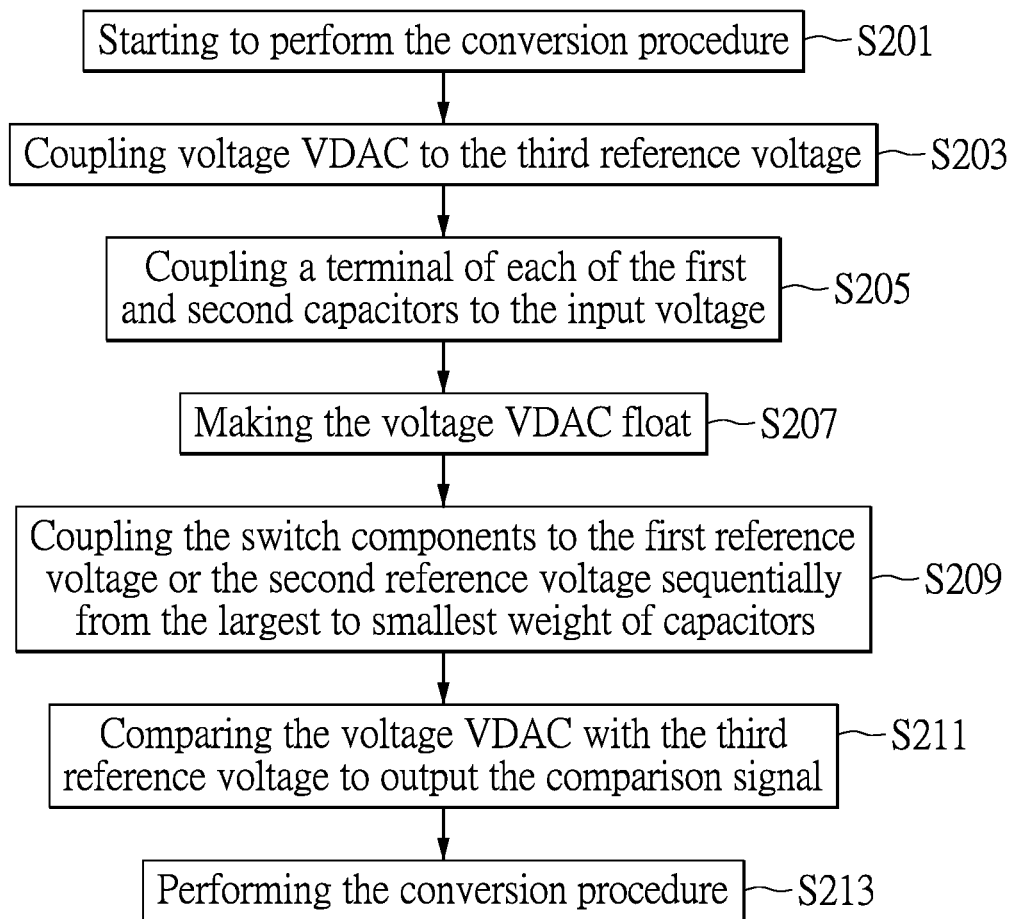 Starting to perform the conversion procedure
S201
Coupling voltage VDAC to the third reference voltage
S203
Coupling a terminal of each of the first
and second capacitors to the input voltage
S205
Making the voltage VDAC float
S207
Coupling the switch components to the first reference
voltage or the second reference voltage sequentially
from the largest to smallest weight of capacitors
S209
Comparing the voltage VDAC with the third
reference voltage to output the comparison signal
S211
Performing the conversion procedure
S213